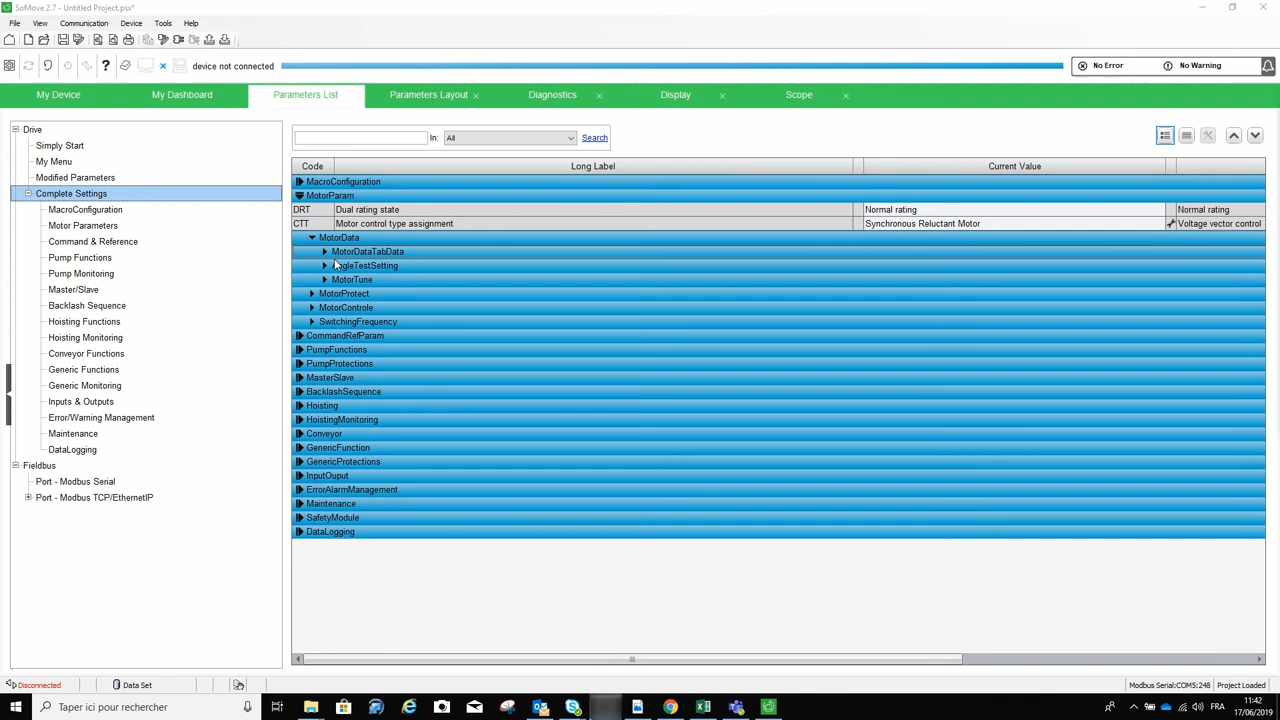 SoMove 2.7 - Untitled Project.psx*
File View Communication Device Tools Help
device not connected
No Error No Warning
My Device My Dashboard Parameters List Parameters Layout Diagnostics Display Scope
Drive
Simply Start
My Menu
Modified Parameters
Complete Settings
MacroConfiguration
Motor Parameters
Command & Reference
Pump Functions
Pump Monitoring
Master/Slave
Backlash Sequence
Hoisting Functions
Hoisting Monitoring
Conveyor Functions
Generic Functions
Generic Monitoring
Inputs & Outputs
Error/Warning Management
Maintenance
DataLogging
Fieldbus
Port - Modbus Serial
Port - Modbus TCP/EthernetIP
In: All Search
Code Long Label Current Value
MacroConfiguration
MotorParam
DRT Dual rating state Normal rating Normal rating
CTT Motor control type assignment Synchronous Reluctant Motor Voltage vector control
MotorData
MotorDataTabData
AngleTestSetting
MotorTune
MotorProtect
MotorControle
SwitchingFrequency
CommandRefParam
PumpFunctions
PumpProtections
MasterSlave
BacklashSequence
Hoisting
HoistingMonitoring
Conveyor
GenericFunction
GenericProtections
InputOuput
ErrorAlarmManagement
Maintenance
SafetyModule
DataLogging
Disconnected Data Set Modbus Serial:COM5:248 Project Loaded
Taper ici pour rechercher
FRA
11:42
17/06/2019